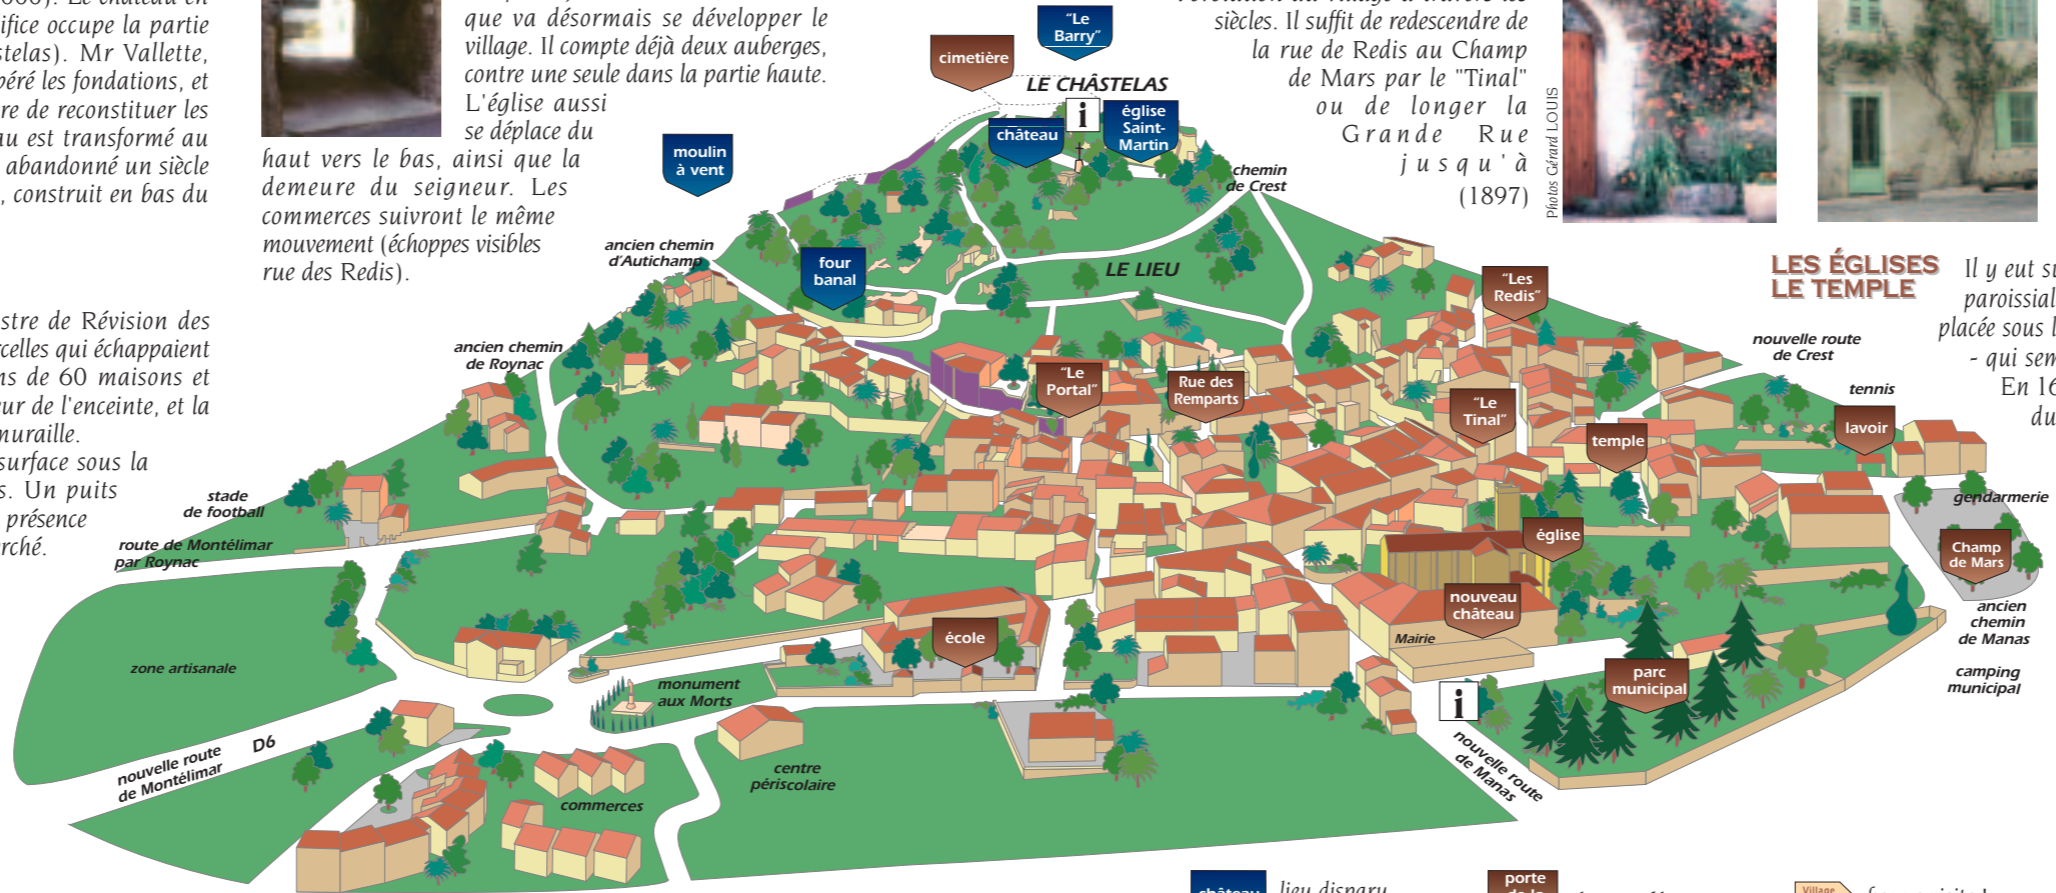 ifice occupe la partie
Mr Vallette,
les fondations, et
re de reconstituer les
est transformé au
abandonné un siècle
, construit en bas du
stre de Révision des
qui échappaient
de 60 maisons et
de l'enceinte, et la
muraille.
surface sous la
Un puits
présence
que va désormais se développer le
village. Il compte déjà deux auberges,
contre une seule dans la partie haute.
L'église aussi
se déplace du
haut vers le bas, ainsi que la
demeure du seigneur. Les
commerces suivront le même
mouvement (échoppes visibles
rue des Redis).
siècles. Il suffit de redescendre de
la rue de Redis au Champ
de Mars par le "Tinal"
ou de longer la
Grande Rue
jusqu'à
(1897)
Photos Gérard LOUIS
LES ÉGLISES
LE TEMPLE
Il y eut
placée sous
- qui
En
du
"Le
Barry"
cimetière
LE CHÂSTELAS
i
château
église
Saint-
Martin
moulin
à vent
chemin
de Crest
ancien chemin
d'Autichamp
four
banal
LE LIEU
"Les
Redis"
ancien chemin
de Roynac
"Le
Portal"
Rue des
Remparts
"Le
Tinal"
nouvelle route
de Crest
tennis
temple
lavoir
stade
de football
gendarmerie
route de Montélimar
par Roynac
église
Champ
de Mars
nouveau
château
Mairie
école
ancien
chemin
de Manas
zone artisanale
monument
aux Morts
parc
municipal
camping
municipal
i
nouvelle route
de Montélimar
D6
nouvelle route
de Manas
centre
périscolaire
commerces
château
lieu disparu
porte